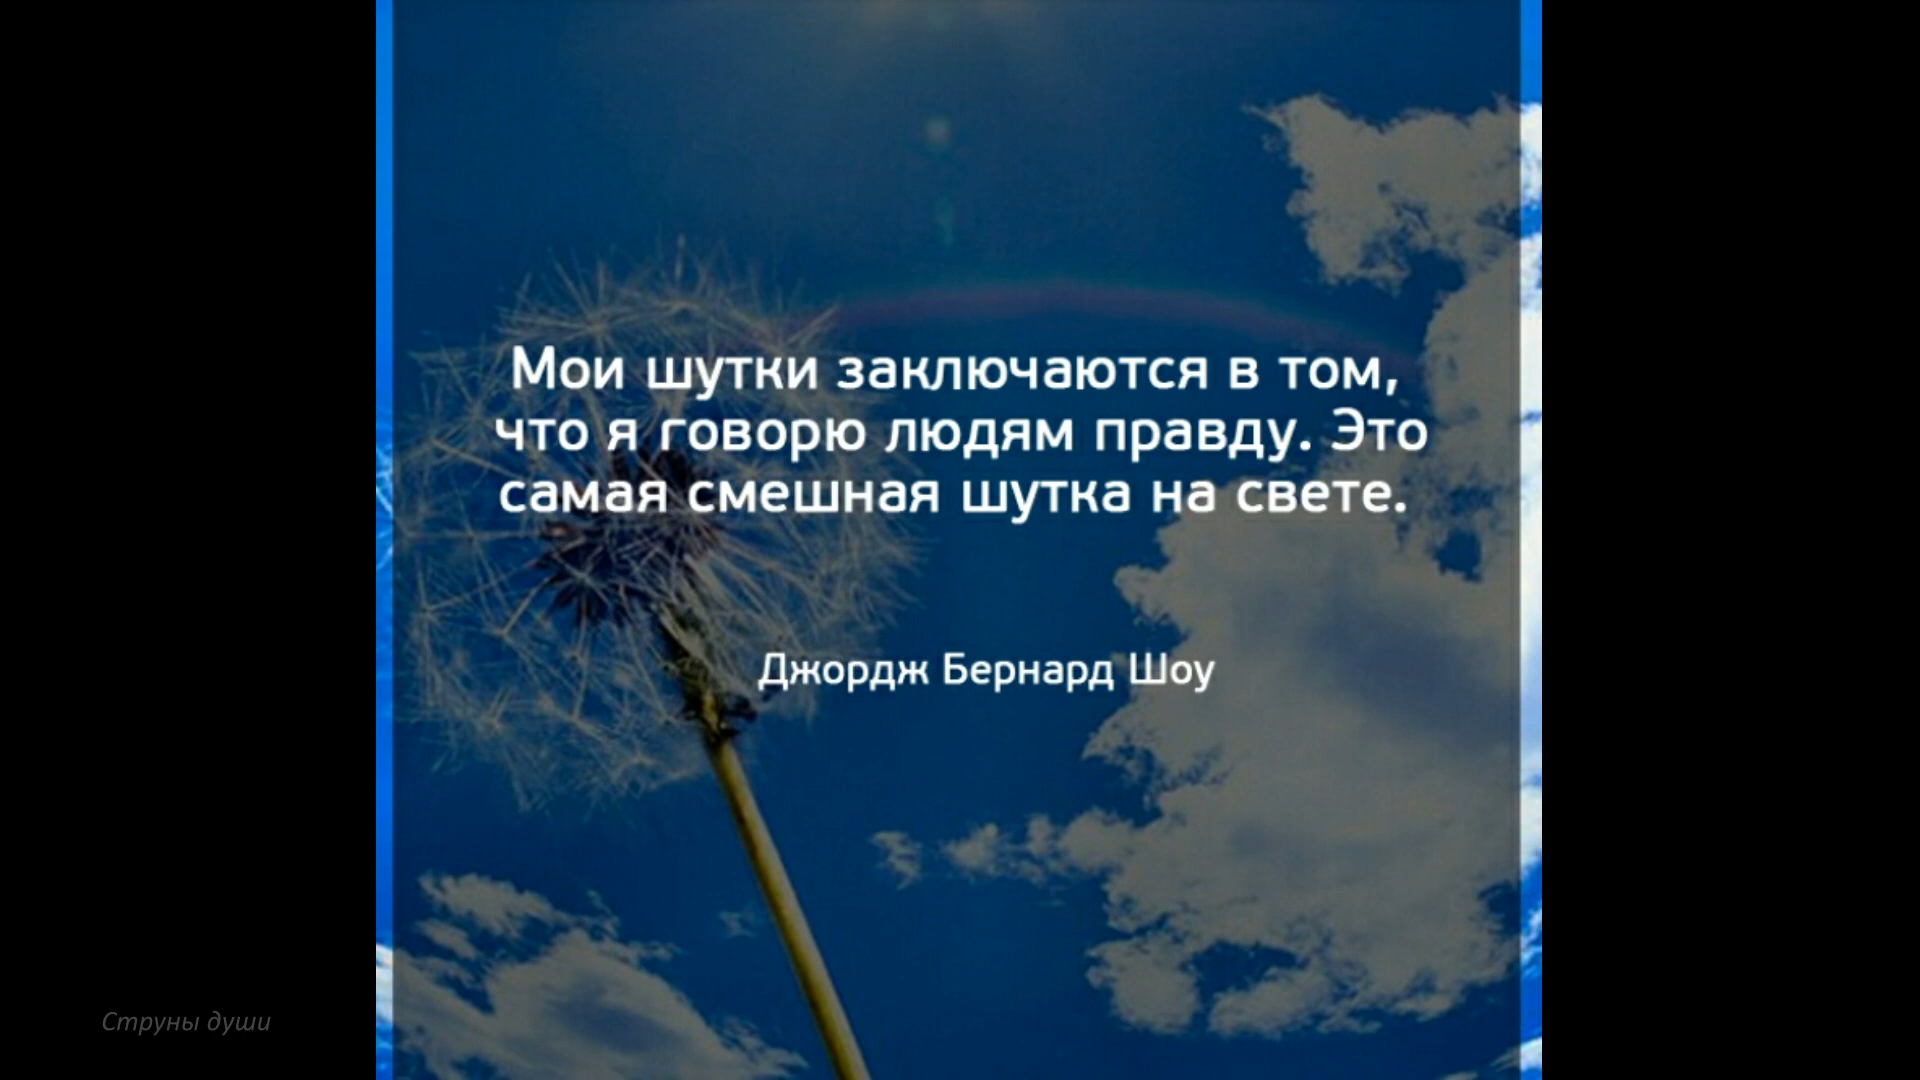 Мои шутки заключаются в том,
что я говорю людям правду. Это
самая смешная шутка на свете.
Джордж Бернард Шоу
Струны души